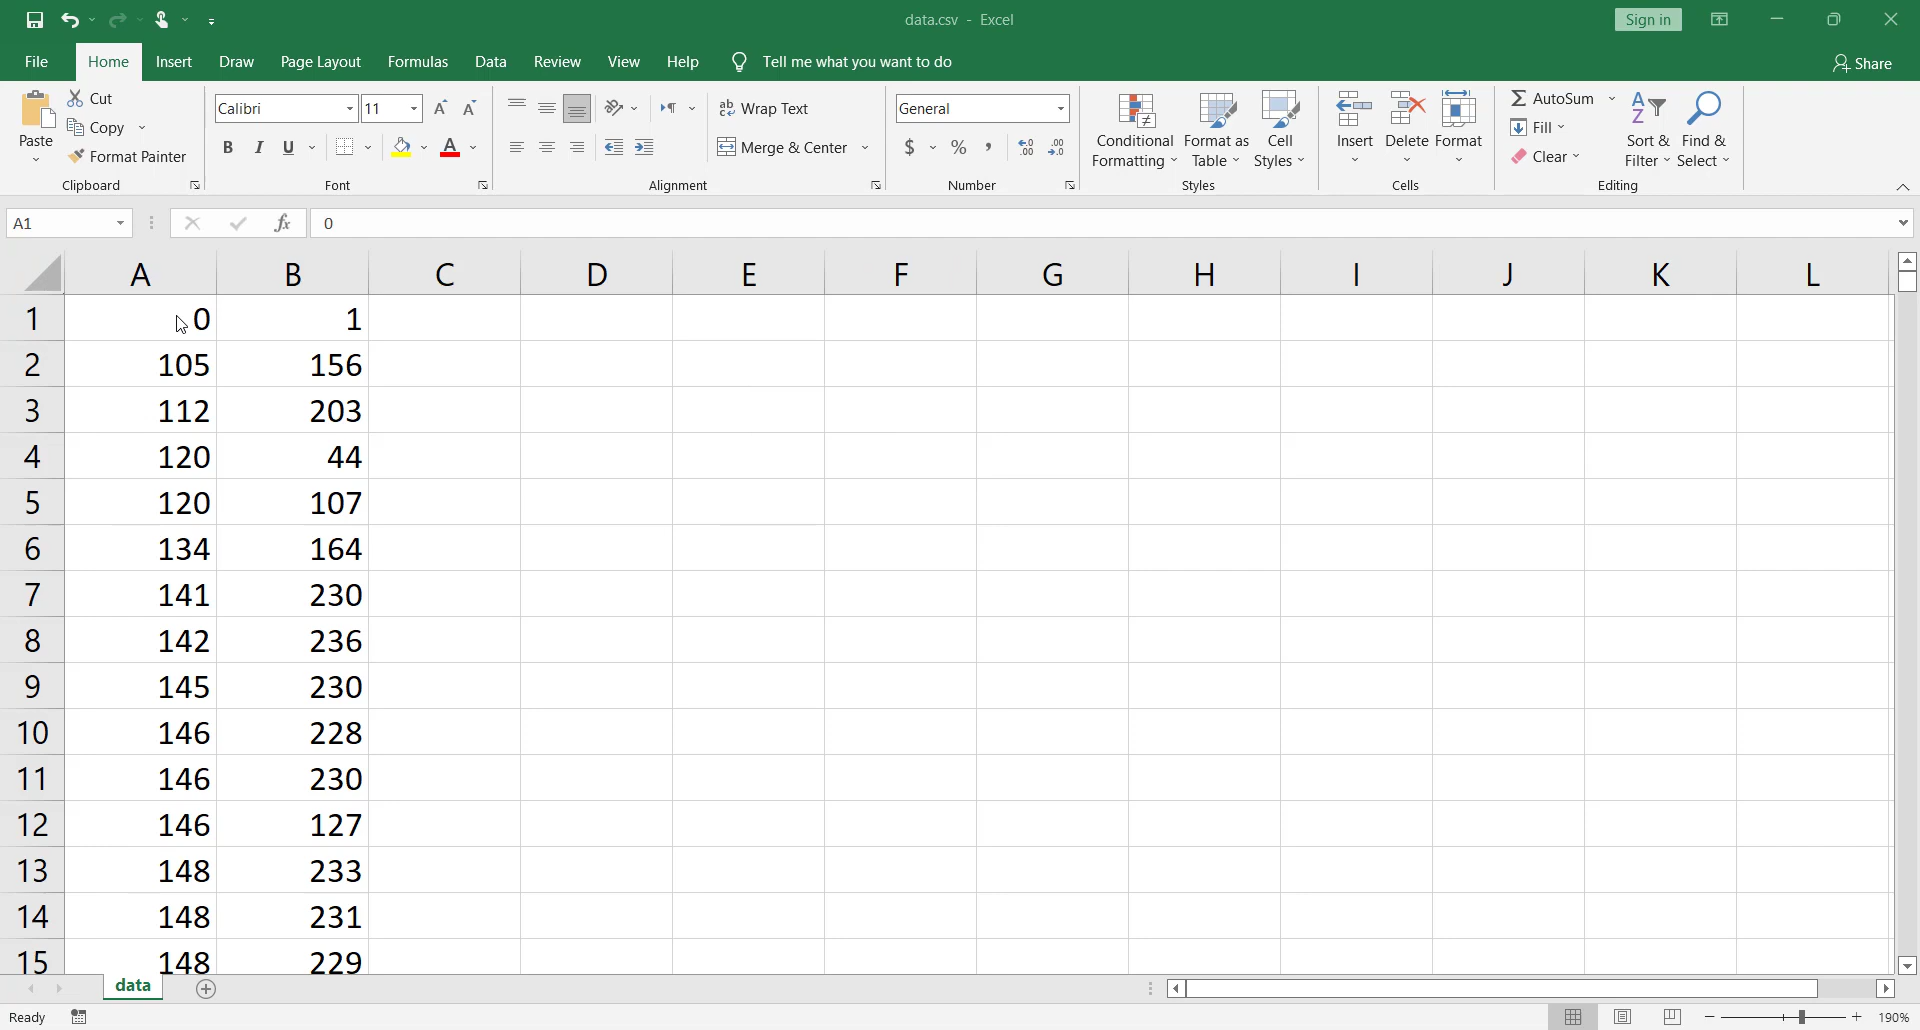 data.csv - Excel
Sign in
File Home Insert Draw Page Layout Formulas Data Review View Help Tell me what you want to do Share
Paste Cut Copy Format Painter Clipboard
Calibri 11 B I U A Font
ab Wrap Text Merge & Center Alignment
General $ % , Number
Conditional Formatting Format as Table Cell Styles Styles
Insert Delete Format Cells
AutoSum Fill Clear Sort & Filter Find & Select Editing
A1 fx 0
A B C D E F G H I J K L
1 0 1
2 105 156
3 112 203
4 120 44
5 120 107
6 134 164
7 141 230
8 142 236
9 145 230
10 146 228
11 146 230
12 146 127
13 148 233
14 148 231
15 148 229
data
Ready 190%